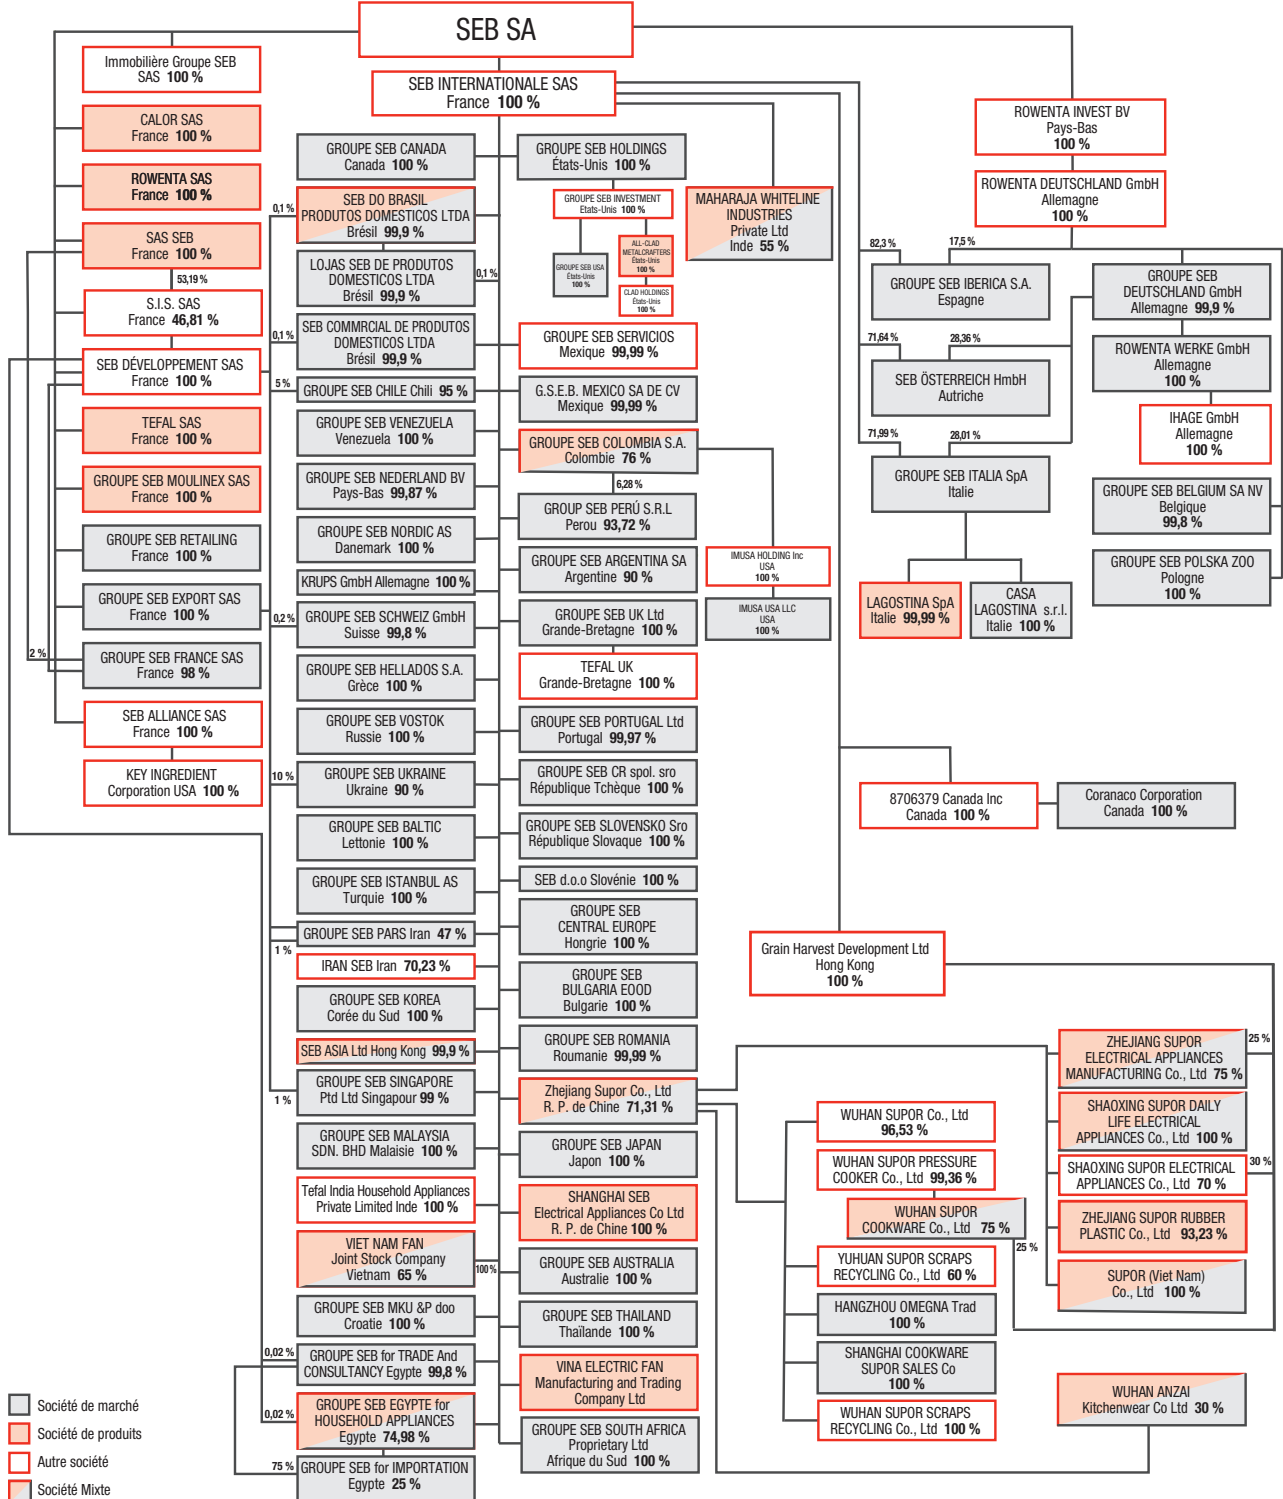 SEB SA
Immobilière Groupe SEB
SAS 100 %
CALOR SAS
France 100 %
ROWENTA SAS
France 100 %
SAS SEB
France 100 %
53,19 %
S.I.S. SAS
France 46,81 %
SEB DÉVELOPPEMENT SAS
France 100 %
TEFAL SAS
France 100 %
GROUPE SEB MOULINEX SAS
France 100 %
GROUPE SEB RETAILING
France 100 %
GROUPE SEB EXPORT SAS
France 100 %
2 %
GROUPE SEB FRANCE SAS
France 98 %
SEB ALLIANCE SAS
France 100 %
KEY INGREDIENT
Corporation USA 100 %
SEB INTERNATIONALE SAS
France 100 %
GROUPE SEB CANADA
Canada 100 %
0,1 %
SEB DO BRASIL
PRODUTOS DOMESTICOS LTDA
Brésil 99,9 %
LOJAS SEB DE PRODUTOS
DOMESTICOS LTDA
Brésil 99,9 %
0,1 %
0,1 %
SEB COMMRCIAL DE PRODUTOS
DOMESTICOS LTDA
Brésil 99,9 %
5 %
GROUPE SEB CHILE Chili 95 %
GROUPE SEB VENEZUELA
Venezuela 100 %
GROUPE SEB NEDERLAND BV
Pays-Bas 99,87 %
GROUPE SEB NORDIC AS
Danemark 100 %
KRUPS GmbH Allemagne 100 %
0,2 %
GROUPE SEB SCHWEIZ GmbH
Suisse 99,8 %
GROUPE SEB HELLADOS S.A.
Grèce 100 %
GROUPE SEB VOSTOK
Russie 100 %
10 %
GROUPE SEB UKRAINE
Ukraine 90 %
GROUPE SEB BALTIC
Lettonie 100 %
GROUPE SEB ISTANBUL AS
Turquie 100 %
GROUPE SEB PARS Iran 47 %
1 %
IRAN SEB Iran 70,23 %
GROUPE SEB KOREA
Corée du Sud 100 %
SEB ASIA Ltd Hong Kong 99,9 %
1 %
GROUPE SEB SINGAPORE
Ptd Ltd Singapour 99 %
GROUPE SEB MALAYSIA
SDN. BHD Malaisie 100 %
Tefal India Household Appliances
Private Limited Inde 100 %
VIET NAM FAN
Joint Stock Company
Vietnam 65 %
100 %
GROUPE SEB MKU &P doo
Croatie 100 %
0,02 %
GROUPE SEB for TRADE And
CONSULTANCY Egypte 99,8 %
0,02 %
GROUPE SEB EGYPTE for
HOUSEHOLD APPLIANCES
Egypte 74,98 %
75 %
GROUPE SEB for IMPORTATION
Egypte 25 %
GROUPE SEB HOLDINGS
États-Unis 100 %
GROUPE SEB INVESTMENT
Etats-Unis 100 %
GROUPE SEB USA
États-Unis
100 %
ALL-CLAD
METALCRAFTERS
États-Unis
100 %
CLAD HOLDINGS
États-Unis
100 %
MAHARAJA WHITELINE
INDUSTRIES
Private Ltd
Inde 55 %
GROUPE SEB SERVICIOS
Mexique 99,99 %
G.S.E.B. MEXICO SA DE CV
Mexique 99,99 %
GROUPE SEB COLOMBIA S.A.
Colombie 76 %
6,28 %
GROUP SEB PERÚ S.R.L
Perou 93,72 %
GROUPE SEB ARGENTINA SA
Argentine 90 %
GROUPE SEB UK Ltd
Grande-Bretagne 100 %
TEFAL UK
Grande-Bretagne 100 %
IMUSA HOLDING Inc
USA
100 %
IMUSA USA LLC
USA
100 %
GROUPE SEB PORTUGAL Ltd
Portugal 99,97 %
GROUPE SEB CR spol. sro
République Tchèque 100 %
GROUPE SEB SLOVENSKO Sro
République Slovaque 100 %
SEB d.o.o Slovénie 100 %
GROUPE SEB
CENTRAL EUROPE
Hongrie 100 %
GROUPE SEB
BULGARIA EOOD
Bulgarie 100 %
GROUPE SEB ROMANIA
Roumanie 99,99 %
Zhejiang Supor Co., Ltd
R. P. de Chine 71,31 %
GROUPE SEB JAPAN
Japon 100 %
SHANGHAI SEB
Electrical Appliances Co Ltd
R. P. de Chine 100 %
GROUPE SEB AUSTRALIA
Australie 100 %
GROUPE SEB THAILAND
Thaïlande 100 %
VINA ELECTRIC FAN
Manufacturing and Trading
Company Ltd
GROUPE SEB SOUTH AFRICA
Proprietary Ltd
Afrique du Sud 100 %
ROWENTA INVEST BV
Pays-Bas
100 %
ROWENTA DEUTSCHLAND GmbH
Allemagne
100 %
82,3 %
17,5 %
GROUPE SEB IBERICA S.A.
Espagne
71,64 %
28,36 %
SEB ÖSTERREICH HmbH
Autriche
71,99 %
28,01 %
GROUPE SEB ITALIA SpA
Italie
LAGOSTINA SpA
Italie 99,99 %
CASA
LAGOSTINA s.r.l.
Italie 100 %
GROUPE SEB
DEUTSCHLAND GmbH
Allemagne 99,9 %
ROWENTA WERKE GmbH
Allemagne
100 %
IHAGE GmbH
Allemagne
100 %
GROUPE SEB BELGIUM SA NV
Belgique
99,8 %
GROUPE SEB POLSKA ZOO
Pologne
100 %
8706379 Canada Inc
Canada 100 %
Coranaco Corporation
Canada 100 %
Grain Harvest Development Ltd
Hong Kong
100 %
WUHAN SUPOR Co., Ltd
96,53 %
WUHAN SUPOR PRESSURE
COOKER Co., Ltd 99,36 %
WUHAN SUPOR
COOKWARE Co., Ltd 75 %
25 %
YUHUAN SUPOR SCRAPS
RECYCLING Co., Ltd 60 %
HANGZHOU OMEGNA Trad
100 %
SHANGHAI COOKWARE
SUPOR SALES Co
100 %
WUHAN SUPOR SCRAPS
RECYCLING Co., Ltd 100 %
ZHEJIANG SUPOR
ELECTRICAL APPLIANCES
MANUFACTURING Co., Ltd 75 %
25 %
SHAOXING SUPOR DAILY
LIFE ELECTRICAL
APPLIANCES Co., Ltd 100 %
30 %
SHAOXING SUPOR ELECTRICAL
APPLIANCES Co., Ltd 70 %
ZHEJIANG SUPOR RUBBER
PLASTIC Co., Ltd 93,23 %
SUPOR (Viet Nam)
Co., Ltd 100 %
WUHAN ANZAI
Kitchenwear Co Ltd 30 %
Société de marché
Société de produits
Autre société
Société Mixte